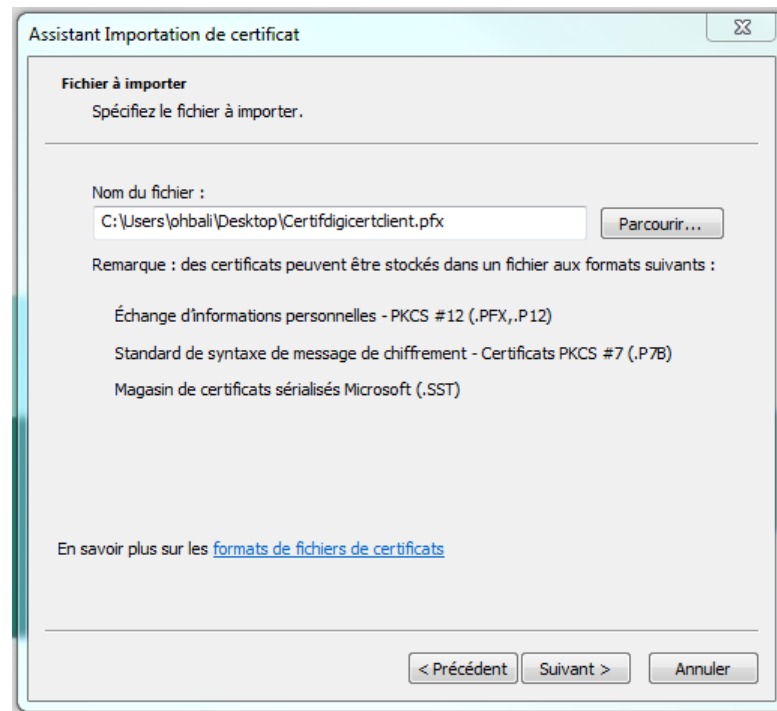 Assistant Importation de certificat
Fichier à importer
Spécifiez le fichier à importer.
Nom du fichier :
C:\Users\ohbali\Desktop\Certifdigicertclient.pfx
Parcourir...
Remarque : des certificats peuvent être stockés dans un fichier aux formats suivants :
Échange d'informations personnelles - PKCS #12 (.PFX,.P12)
Standard de syntaxe de message de chiffrement - Certificats PKCS #7 (.P7B)
Magasin de certificats sérialisés Microsoft (.SST)
En savoir plus sur les formats de fichiers de certificats
< Précédent
Suivant >
Annuler